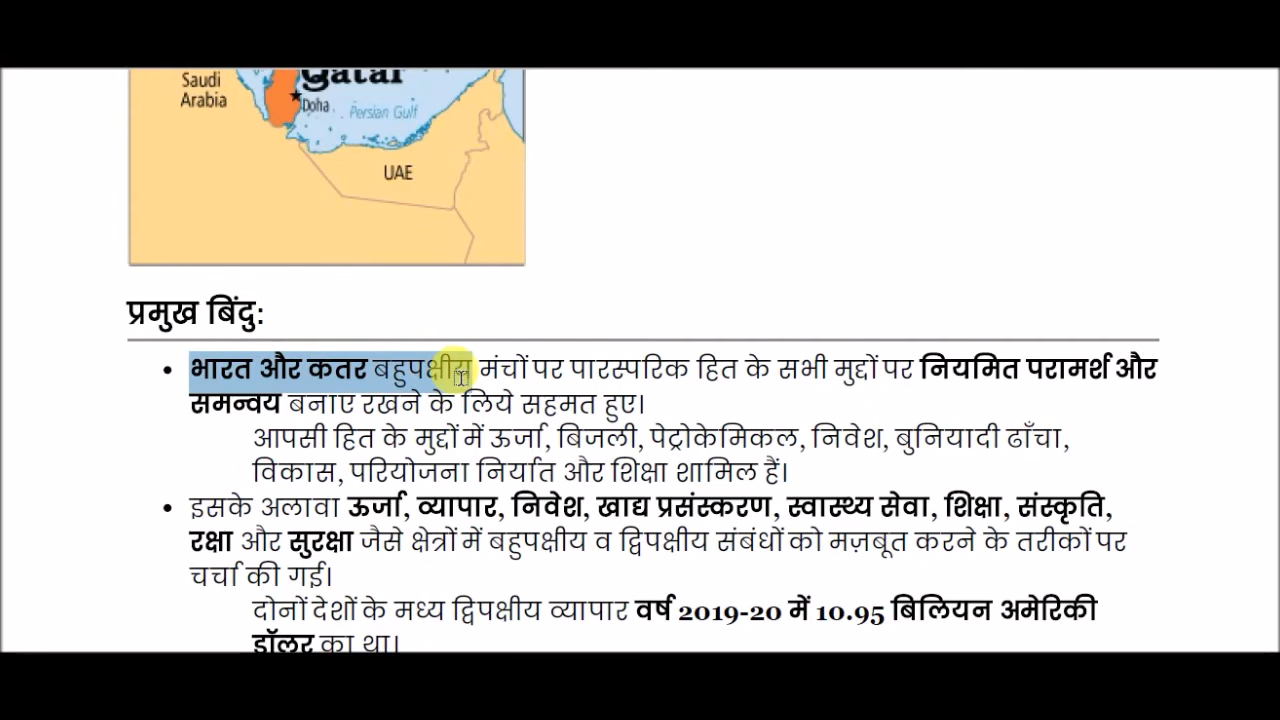 Saudi
Arabia
Qatar
Doha
Persian Gulf
UAE
प्रमुख बिंदु:
• भारत और कतर बहुपक्षीय मंचों पर पारस्परिक हित के सभी मुद्दों पर नियमित परामर्श और
समन्वय बनाए रखने के लिये सहमत हुए।
आपसी हित के मुद्दों में ऊर्जा, बिजली, पेट्रोकेमिकल, निवेश, बुनियादी ढाँचा,
विकास, परियोजना निर्यात और शिक्षा शामिल हैं।
• इसके अलावा ऊर्जा, व्यापार, निवेश, खाद्य प्रसंस्करण, स्वास्थ्य सेवा, शिक्षा, संस्कृति,
रक्षा और सुरक्षा जैसे क्षेत्रों में बहुपक्षीय व द्विपक्षीय संबंधों को मज़बूत करने के तरीकों पर
चर्चा की गई।
दोनों देशों के मध्य द्विपक्षीय व्यापार वर्ष 2019-20 में 10.95 बिलियन अमेरिकी
डॉलर का था।